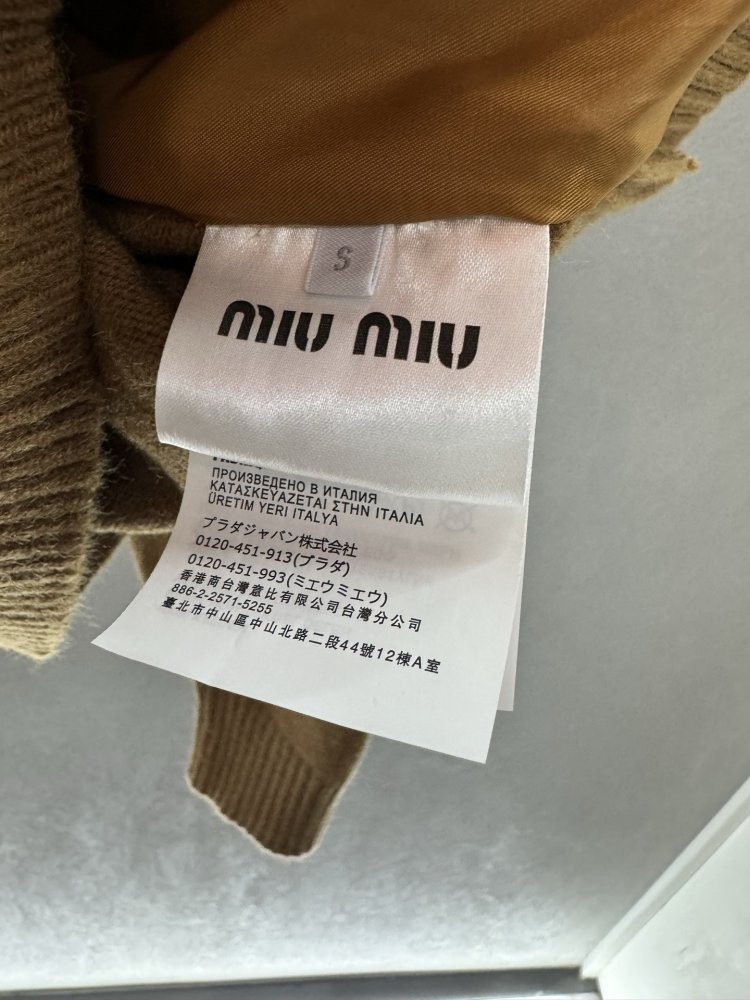 S
miu miu
ПРОИЗВЕДЕНО В ИТАЛИЯ
ΚΑΤΑΣΚΕΥΑΖΕΤΑΙ ΣΤΗΝ ΙΤΑΛΙΑ
ÜRETIM YERI ITALYA
プラダジャパン株式会社
0120-451-913(プラダ)
0120-451-993(ミエウミエウ)
香港商台灣意比有限公司台灣分公司
886-2-2571-5255
臺北市中山區中山北路二段44號12棟A室